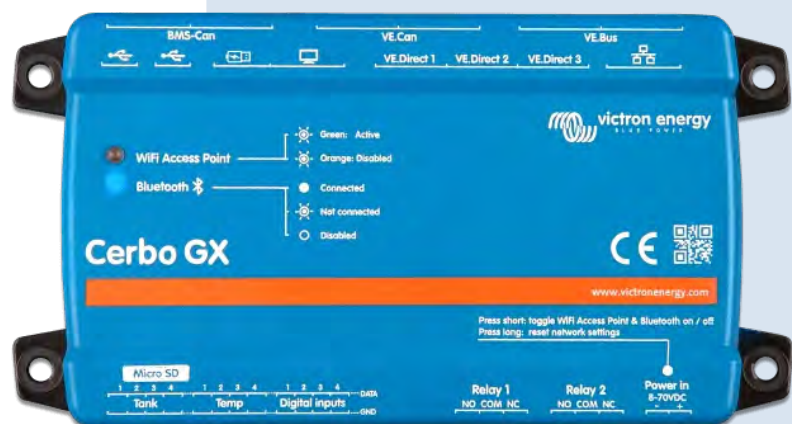 BMS-Can VE.Can VE.Bus
VE.Direct 1 VE.Direct 2 VE.Direct 3
victron energy
BLUE POWER
WiFi Access Point
Green: Active
Orange: Disabled
Bluetooth
Connected
Not connected
Disabled
Cerbo GX
CE
www.victronenergy.com
Press short: toggle WiFi Access Point & Bluetooth on / off
Press long: reset network settings
Micro SD
1 2 3 4 1 2 3 4 1 2 3 4 DATA
Tank Temp Digital inputs GND
Relay 1 Relay 2 Power in
NO COM NC NO COM NC 8-70VDC
- +